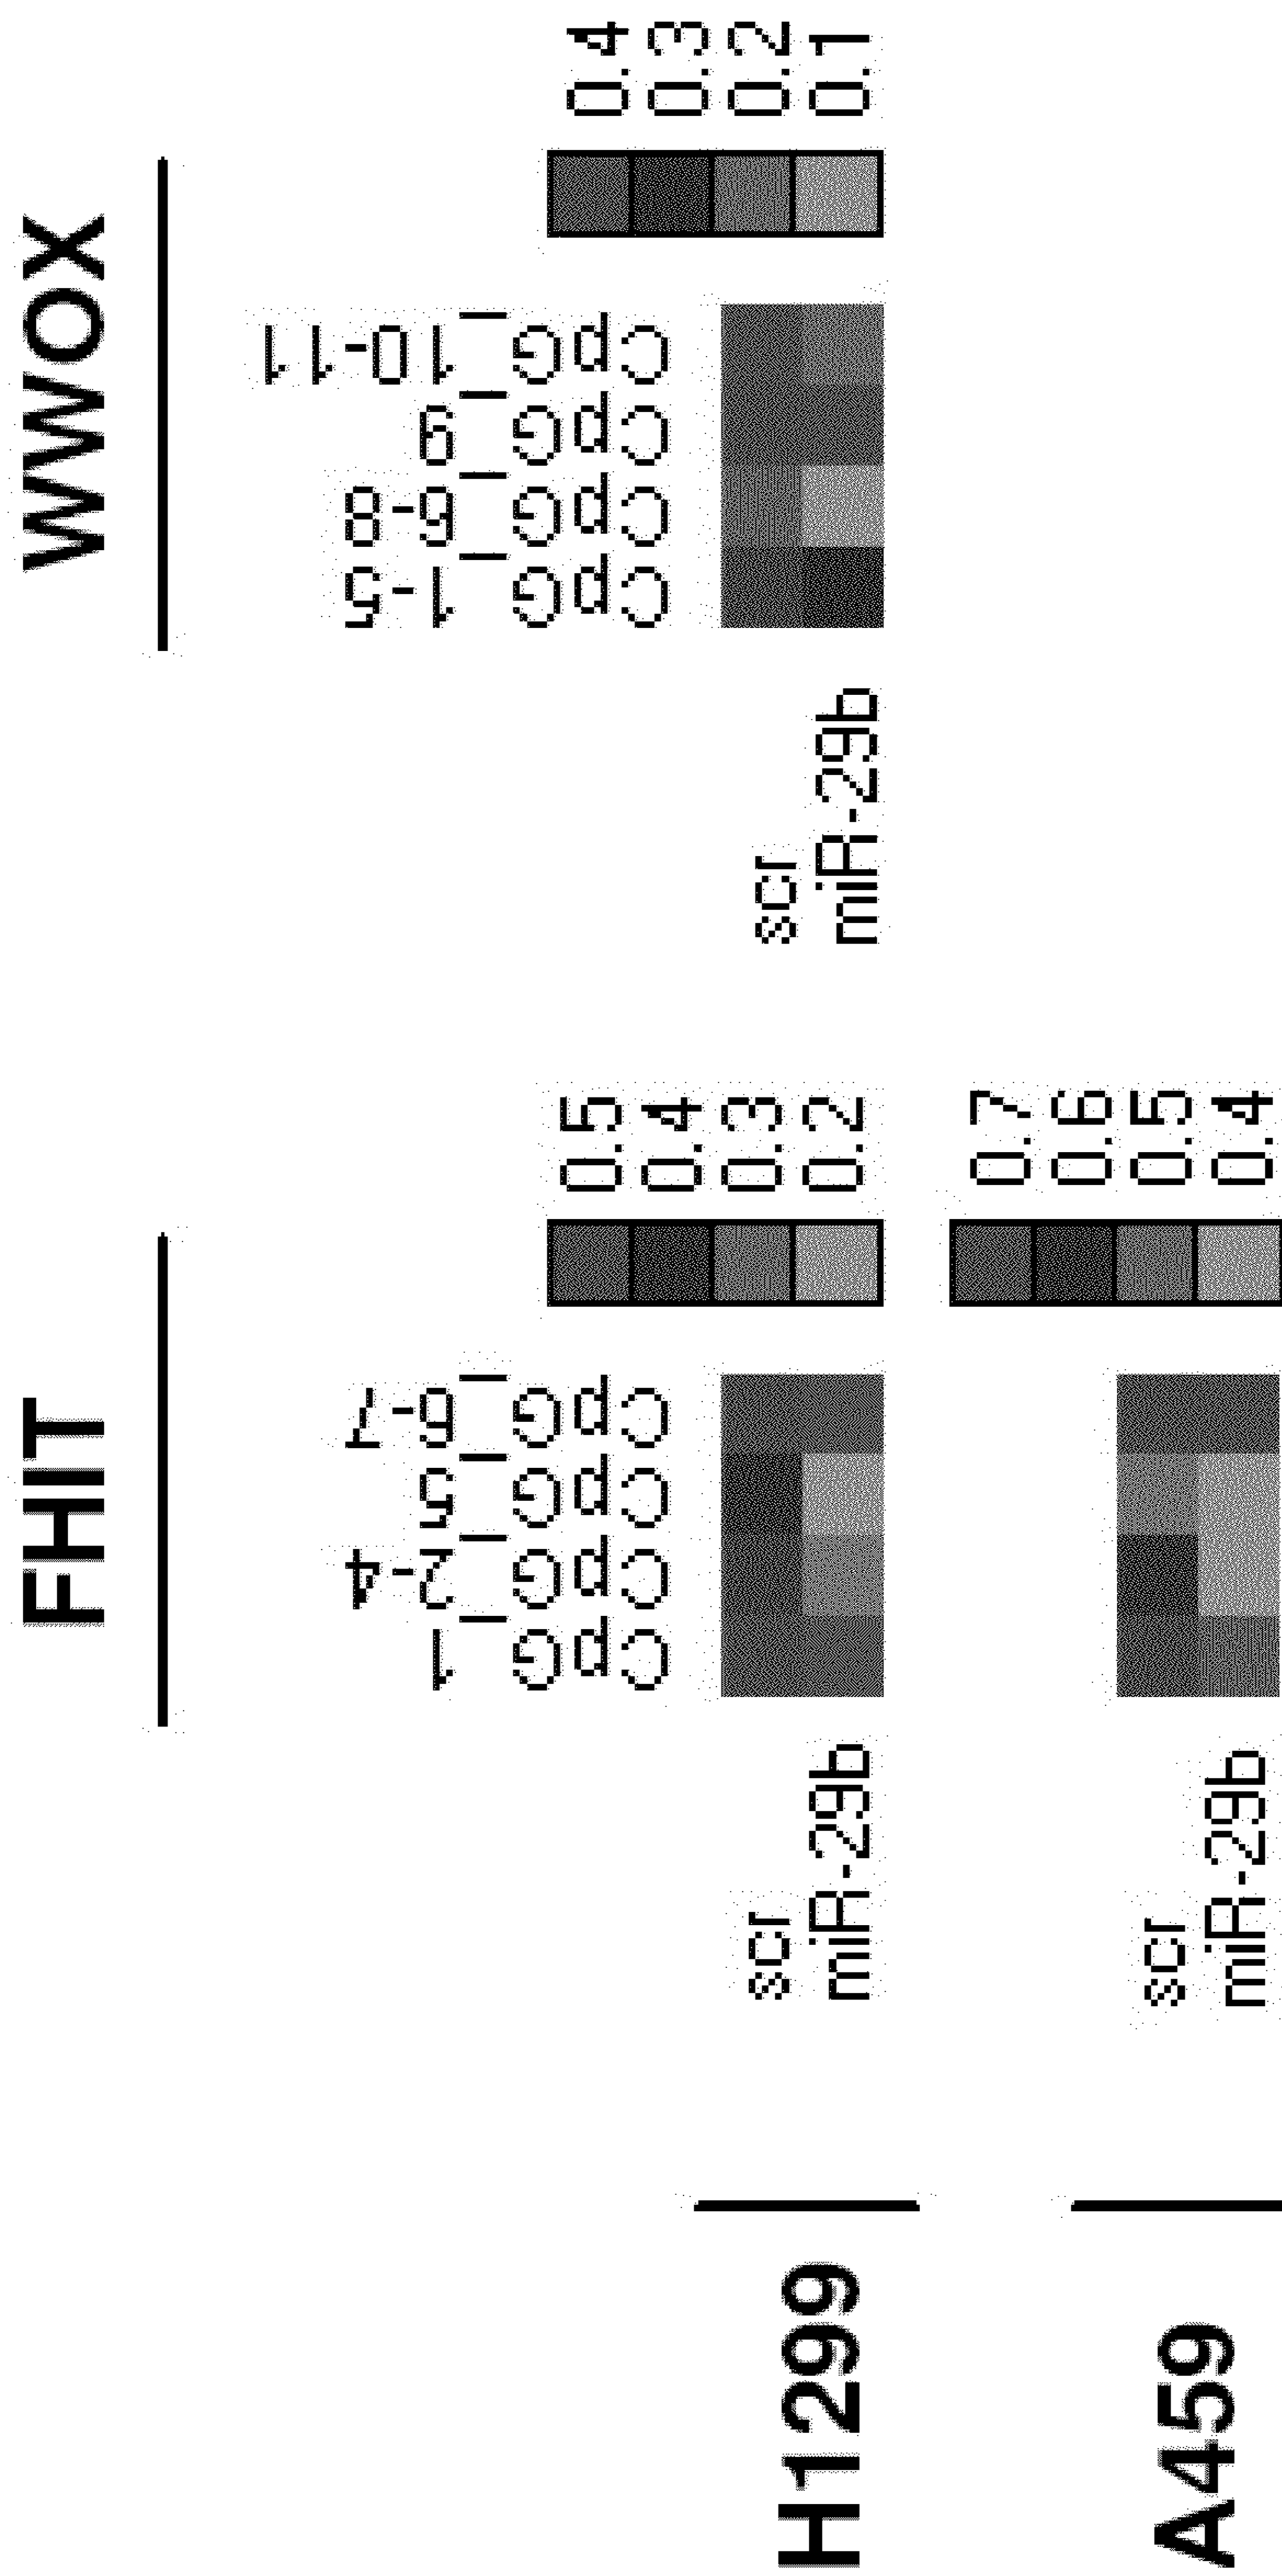 FHIT
WWOX
CpG_1
CpG_2-4
CpG_5
CpG_6-7
CpG_1-5
CpG_6-8
CpG_9
CpG_10-11
H1299
scr
miR-29b
0.5
0.4
0.3
0.2
scr
miR-29b
0.4
0.3
0.2
0.1
A459
scr
miR-29b
0.7
0.6
0.5
0.4